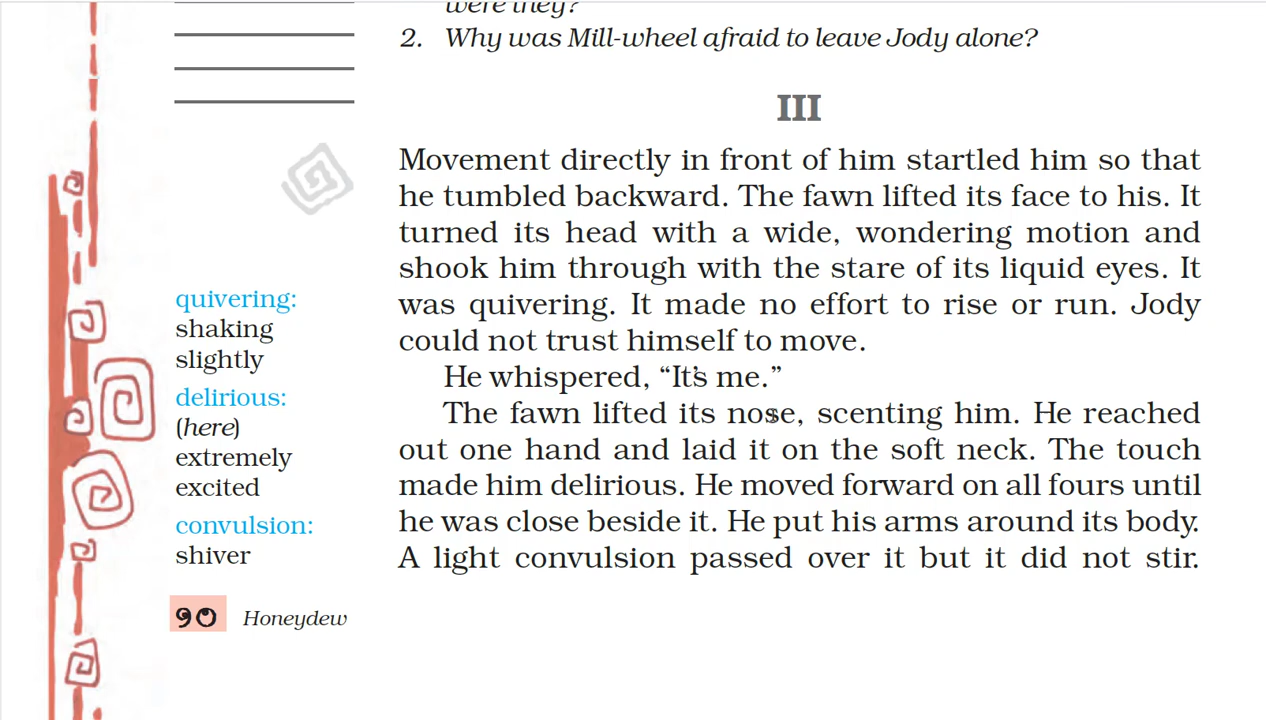 were they?
2. Why was Mill-wheel afraid to leave Jody alone?
III
Movement directly in front of him startled him so that
he tumbled backward. The fawn lifted its face to his. It
turned its head with a wide, wondering motion and
shook him through with the stare of its liquid eyes. It
was quivering. It made no effort to rise or run. Jody
could not trust himself to move.
He whispered, “It’s me.”
The fawn lifted its nose, scenting him. He reached
out one hand and laid it on the soft neck. The touch
made him delirious. He moved forward on all fours until
he was close beside it. He put his arms around its body.
A light convulsion passed over it but it did not stir.
quivering:
shaking
slightly
delirious:
(here)
extremely
excited
convulsion:
shiver
90 Honeydew